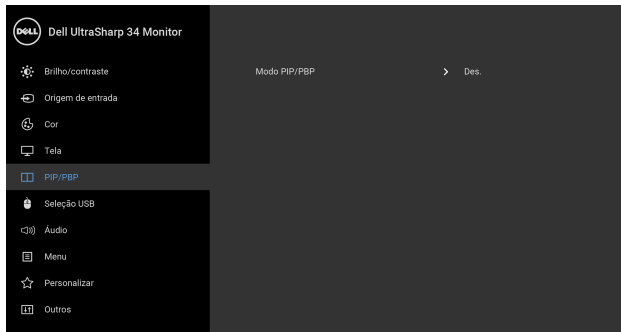 DELL Dell UltraSharp 34 Monitor
Brilho/contraste
Modo PIP/PBP Des.
Origem de entrada
Cor
Tela
PIP/PBP
Seleção USB
Áudio
Menu
Personalizar
Outros